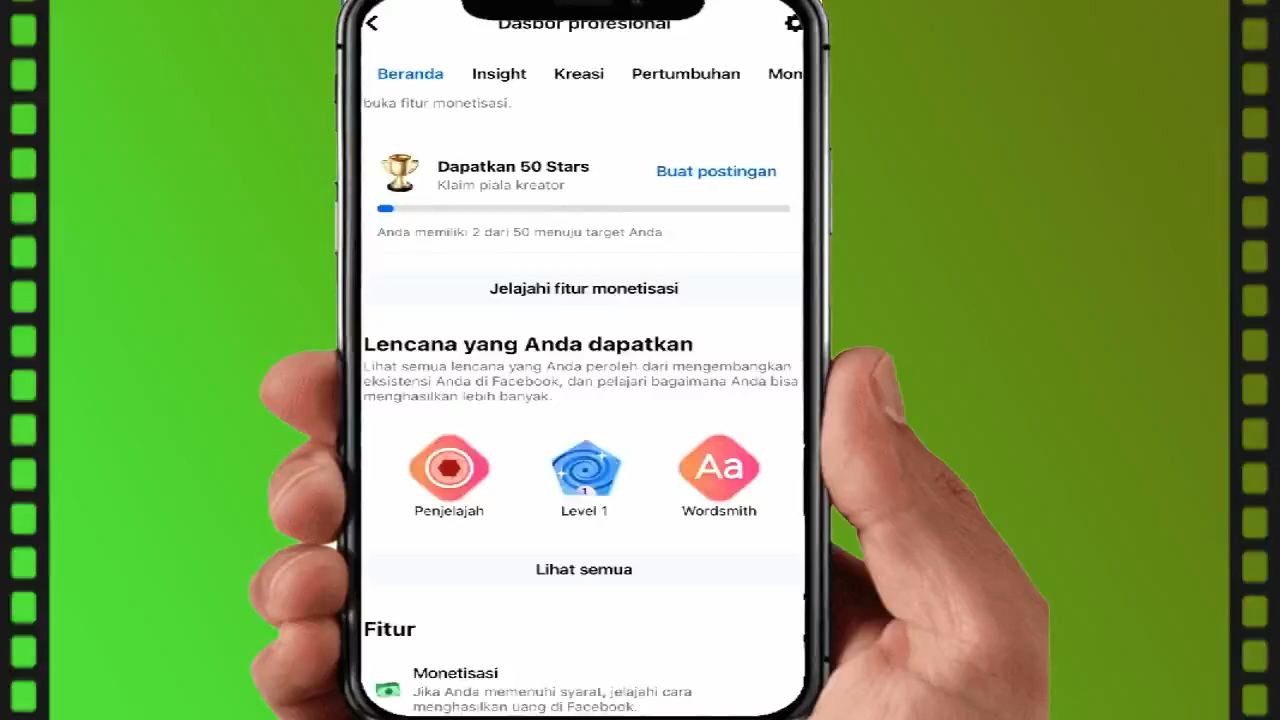 Dasbor profesional
Beranda Insight Kreasi Pertumbuhan Mon
buka fitur monetisasi.
Dapatkan 50 Stars
Klaim piala kreator
Buat postingan
Anda memiliki 2 dari 50 menuju target Anda
Jelajahi fitur monetisasi
Lencana yang Anda dapatkan
Lihat semua lencana yang Anda peroleh dari mengembangkan
eksistensi Anda di Facebook, dan pelajari bagaimana Anda bisa
menghasilkan lebih banyak.
Aa
1
Penjelajah Level 1 Wordsmith
Lihat semua
Fitur
Monetisasi
Jika Anda memenuhi syarat, jelajahi cara
menghasilkan uang di Facebook.